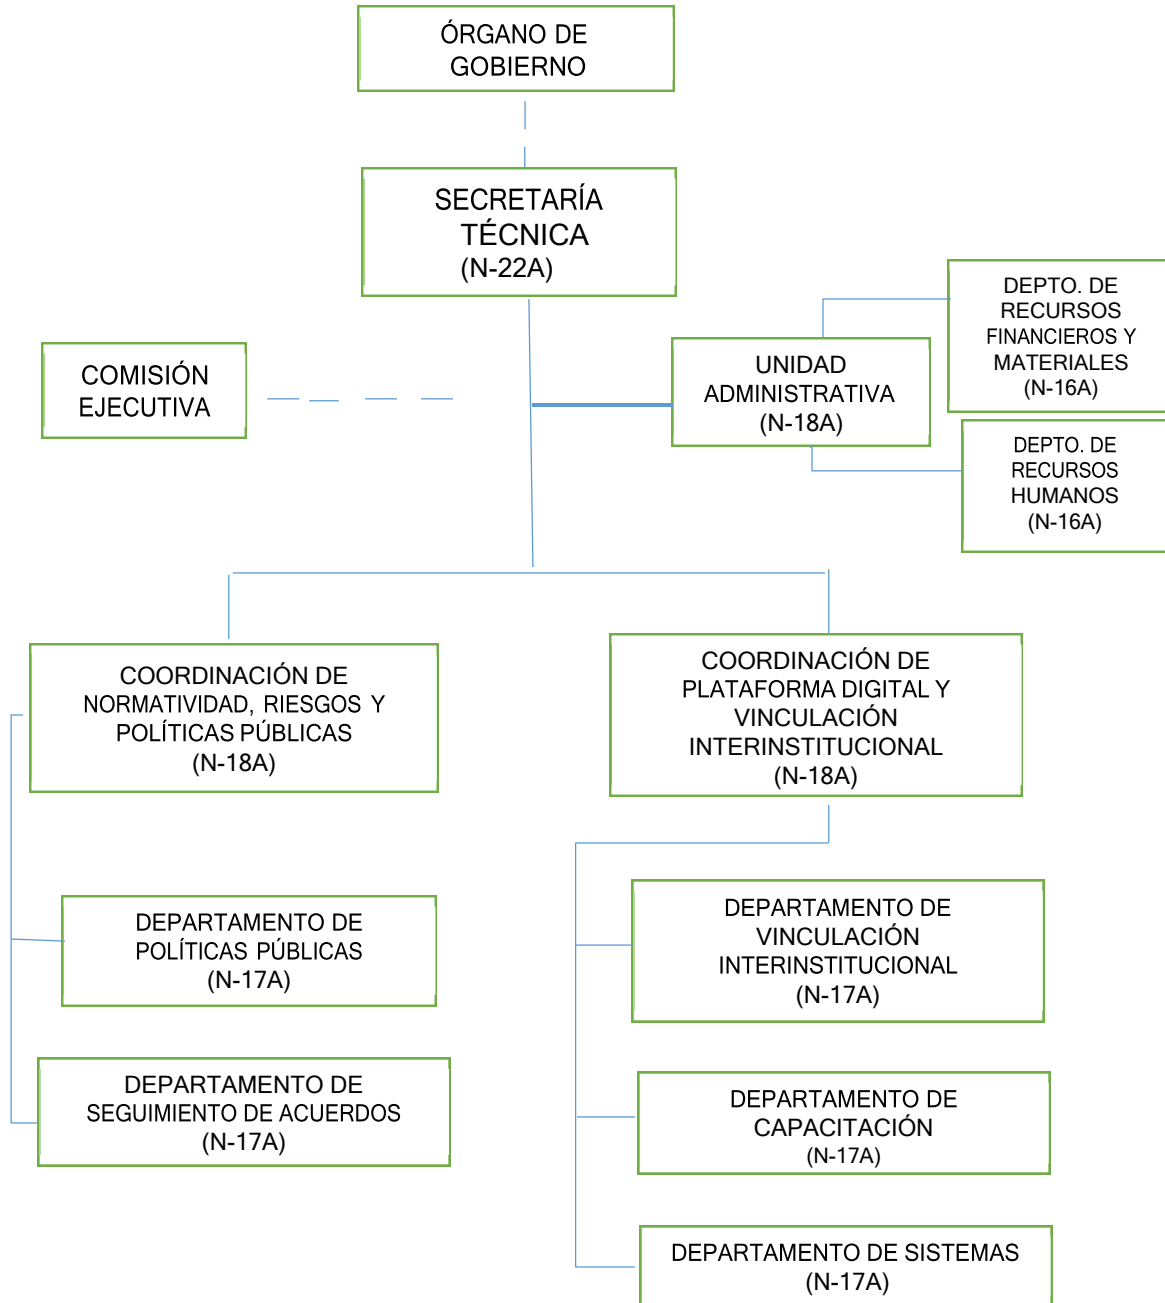 ÓRGANO DE
GOBIERNO
SECRETARÍA
TÉCNICA
(N-22A)
COMISIÓN
EJECUTIVA
UNIDAD
ADMINISTRATIVA
(N-18A)
DEPTO. DE
RECURSOS
FINANCIEROS Y
MATERIALES
(N-16A)
DEPTO. DE
RECURSOS
HUMANOS
(N-16A)
COORDINACIÓN DE
NORMATIVIDAD, RIESGOS Y
POLÍTICAS PÚBLICAS
(N-18A)
COORDINACIÓN DE
PLATAFORMA DIGITAL Y
VINCULACIÓN
INTERINSTITUCIONAL
(N-18A)
DEPARTAMENTO DE
POLÍTICAS PÚBLICAS
(N-17A)
DEPARTAMENTO DE
SEGUIMIENTO DE ACUERDOS
(N-17A)
DEPARTAMENTO DE
VINCULACIÓN
INTERINSTITUCIONAL
(N-17A)
DEPARTAMENTO DE
CAPACITACIÓN
(N-17A)
DEPARTAMENTO DE SISTEMAS
(N-17A)